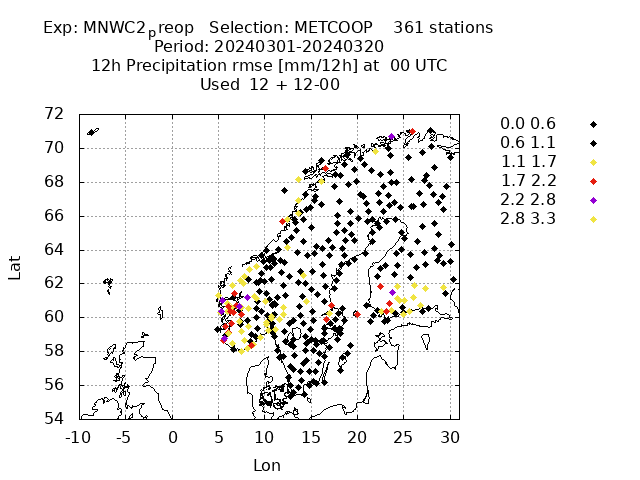 Exp: MNWC2preop   Selection: METCOOP    361 stations
Period: 20240301-20240320
12h Precipitation rmse [mm/12h] at  00 UTC
Used  12 + 12-00
0.0 0.6
0.6 1.1
1.1 1.7
1.7 2.2
2.2 2.8
2.8 3.3
72
70
68
66
64
62
60
58
56
54
Lat
-10 -5 0 5 10 15 20 25 30
Lon